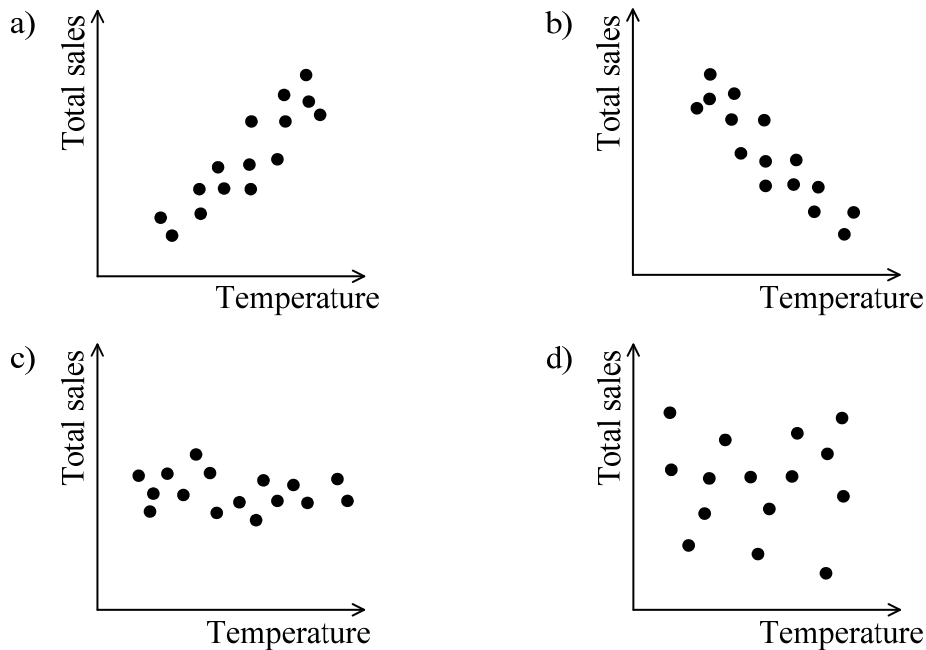 a)
Total sales
Temperature
b)
Total sales
Temperature
c)
Total sales
Temperature
d)
Total sales
Temperature